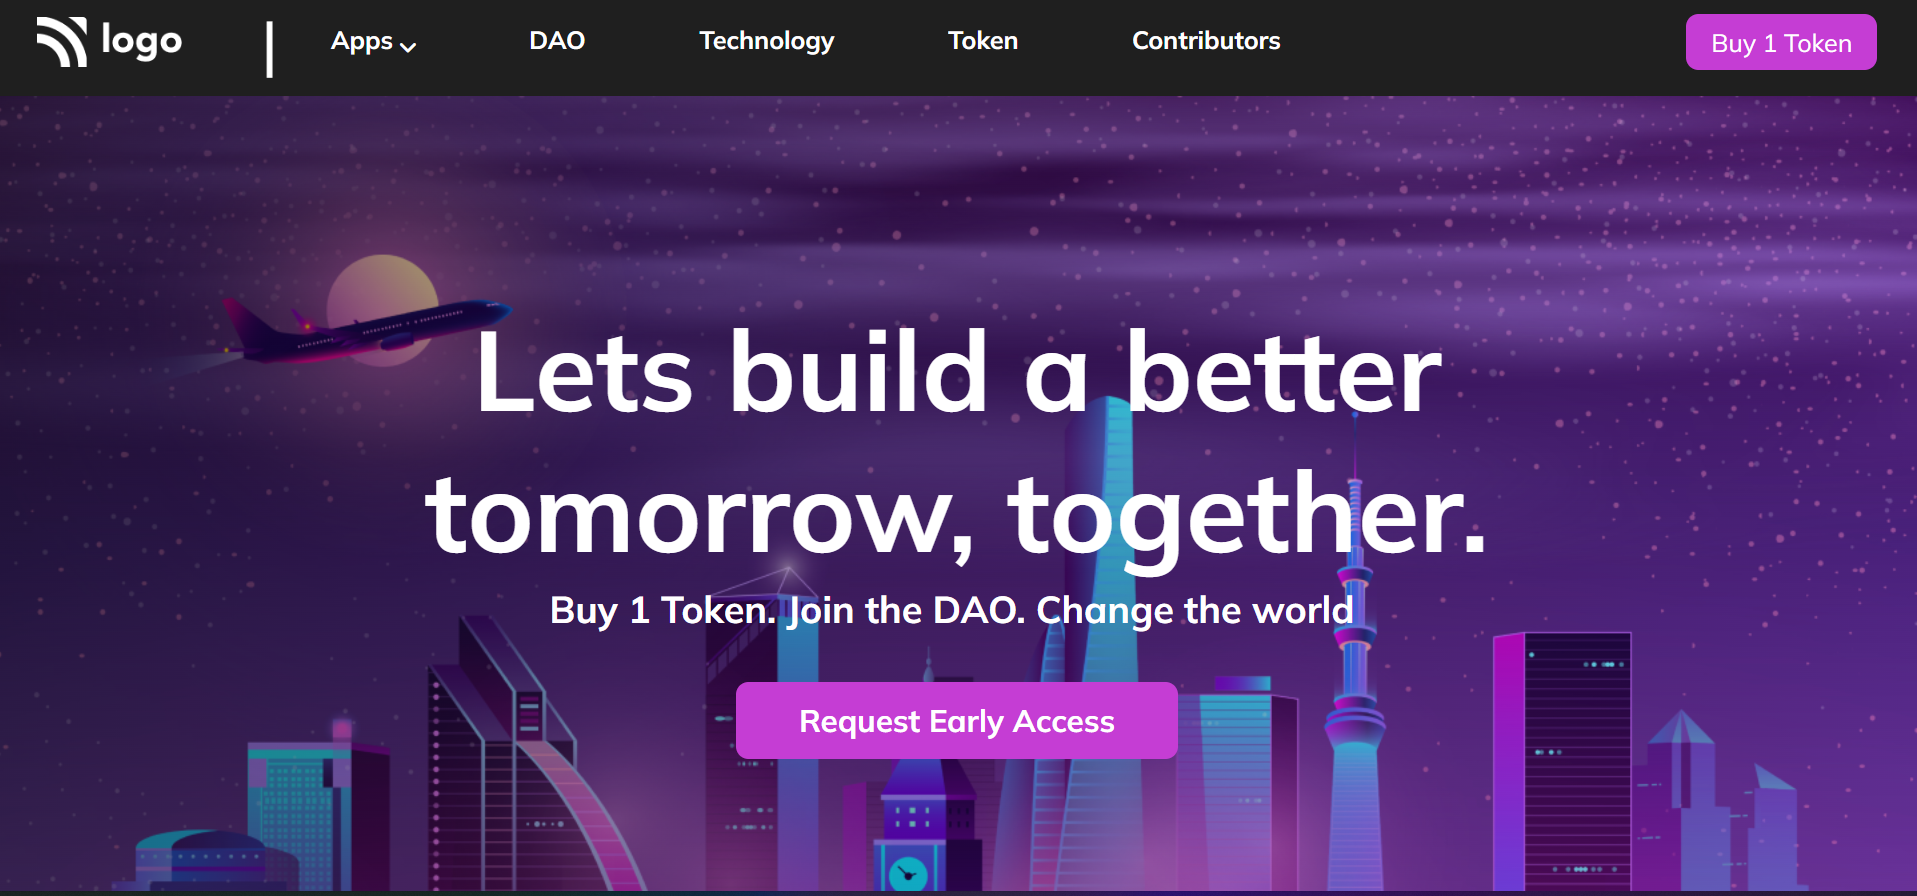 logo
Apps
DAO
Technology
Token
Contributors
Buy 1 Token
Lets build a better
tomorrow, together.
Buy 1 Token. Join the DAO. Change the world
Request Early Access